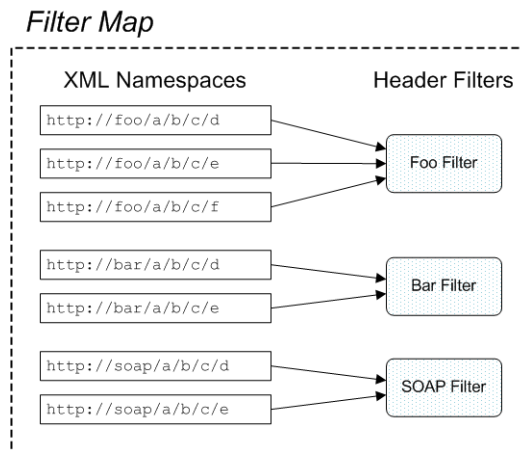 Filter Map
XML Namespaces Header Filters
http://foo/a/b/c/d
http://foo/a/b/c/e Foo Filter
http://foo/a/b/c/f
http://bar/a/b/c/d
Bar Filter
http://bar/a/b/c/e
http://soap/a/b/c/d
SOAP Filter
http://soap/a/b/c/e